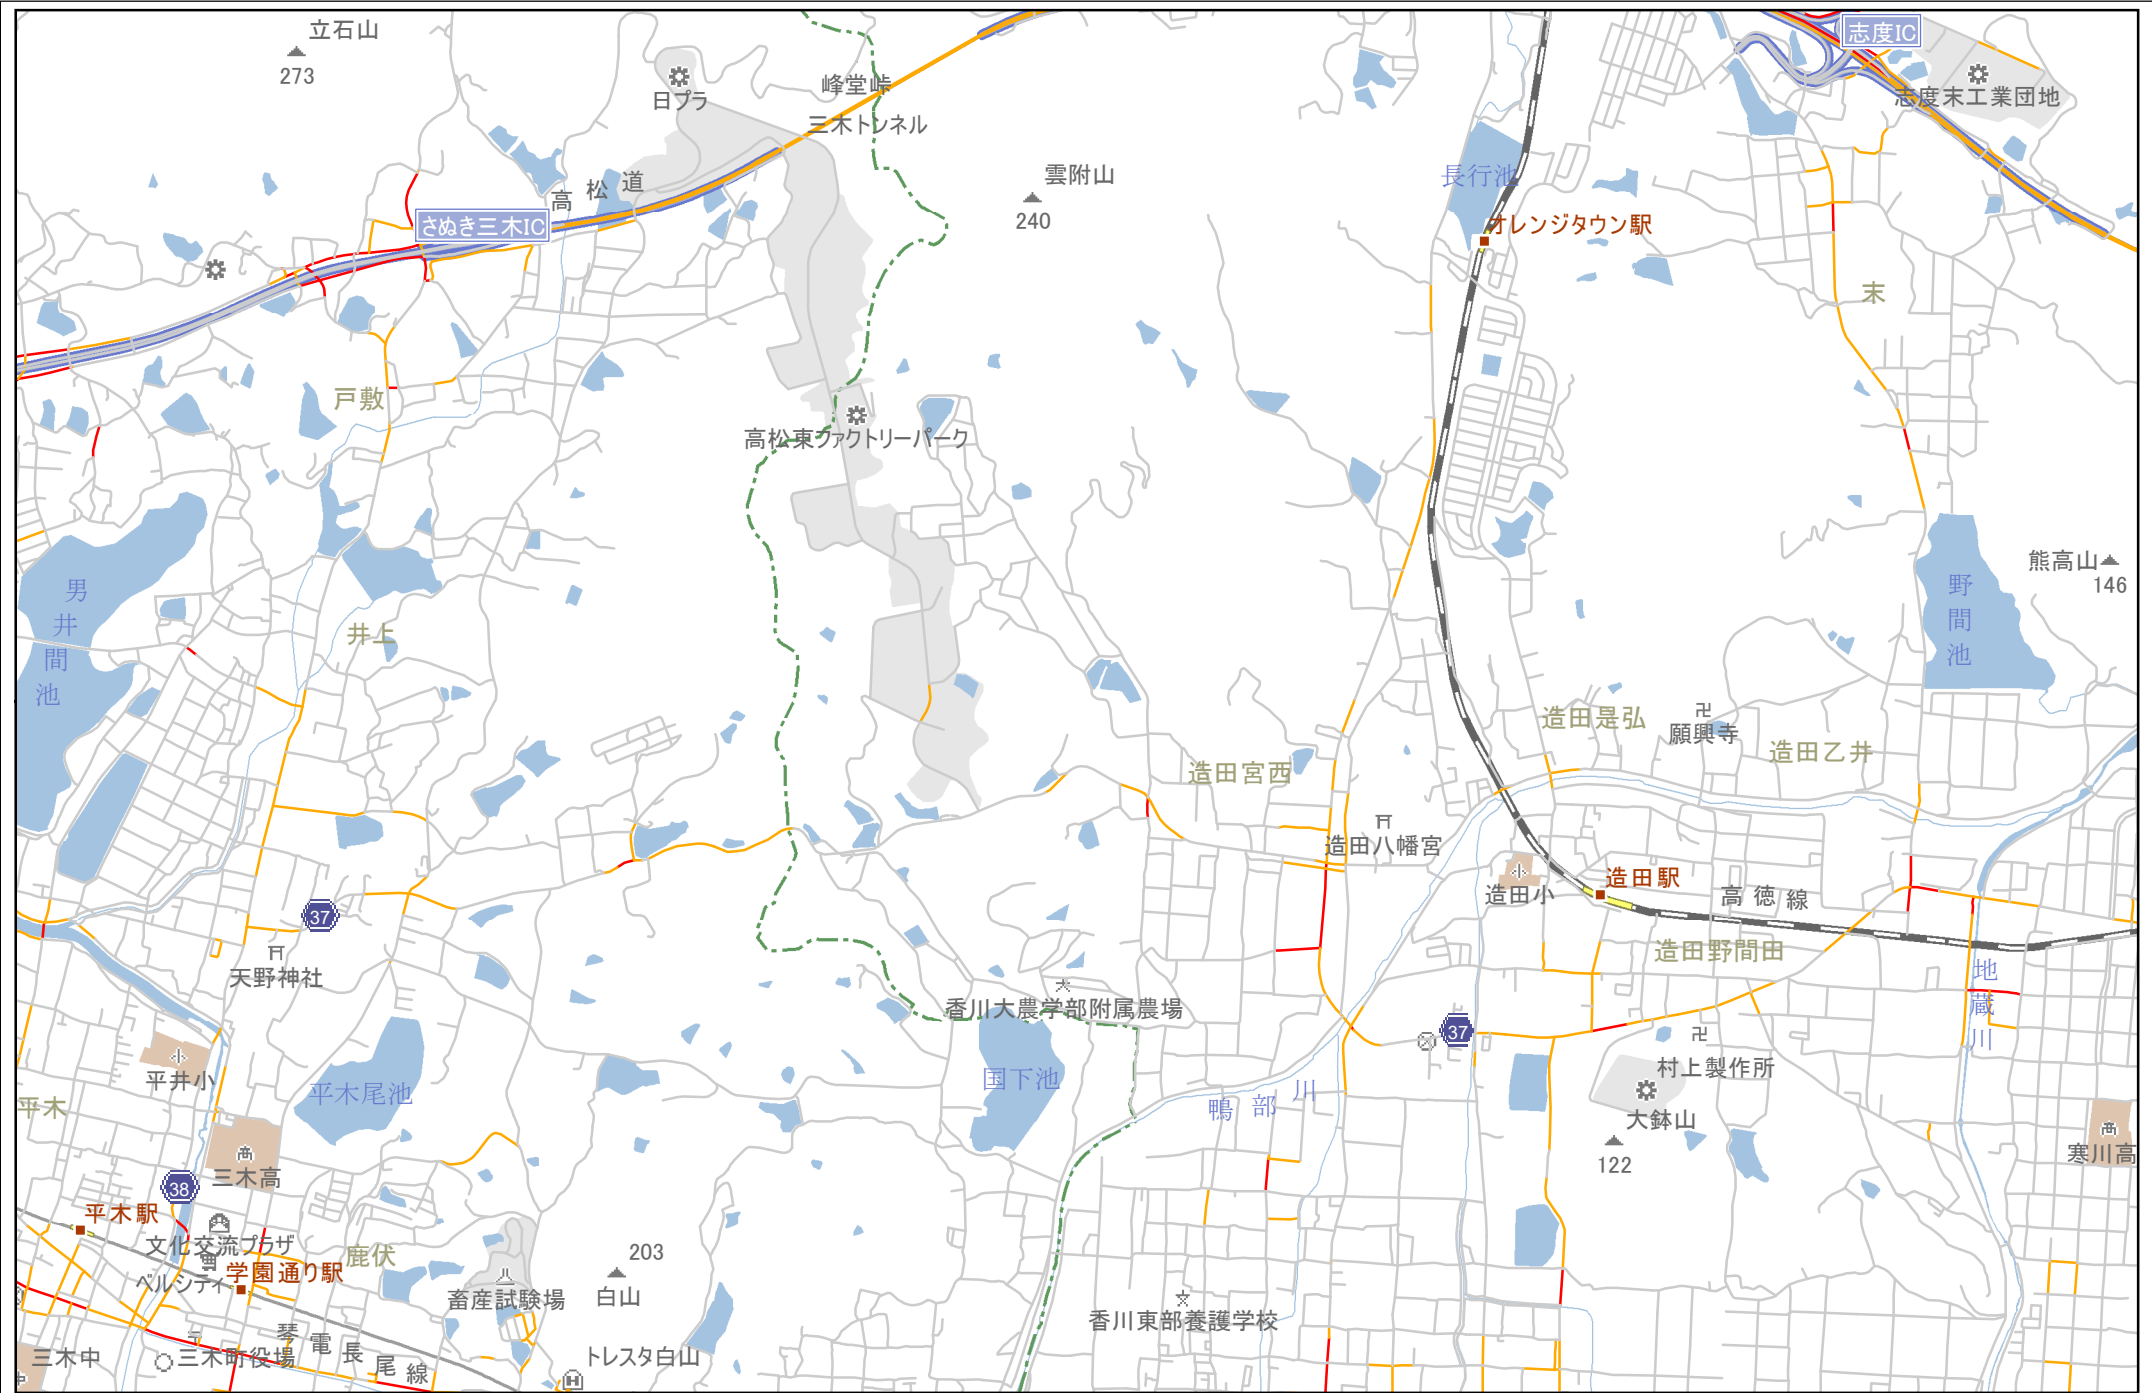 立石山
273
日プラ
峰堂峠
三木トンネル
志度IC
志度末工業団地
高松道
さぬき三木IC
雲附山
240
長行池
オレンジタウン駅
末
戸敷
高松東ファクトリーパーク
熊高山
146
男井間池
野間池
井上
造田是弘
願興寺
造田乙井
造田宮西
造田八幡宮
造田小
造田駅
高徳線
造田野間田
37
天野神社
地蔵川
香川大農学部附属農場
37
平井小
平木尾池
国下池
村上製作所
平木
鴨部川
大鉢山
122
三木高
寒川高
38
平木駅
文化交流プラザ
鹿伏
ベルシティ
学園通り駅
203
白山
畜産試験場
香川東部養護学校
琴電長尾線
三木中
三木町役場
トレスタ白山